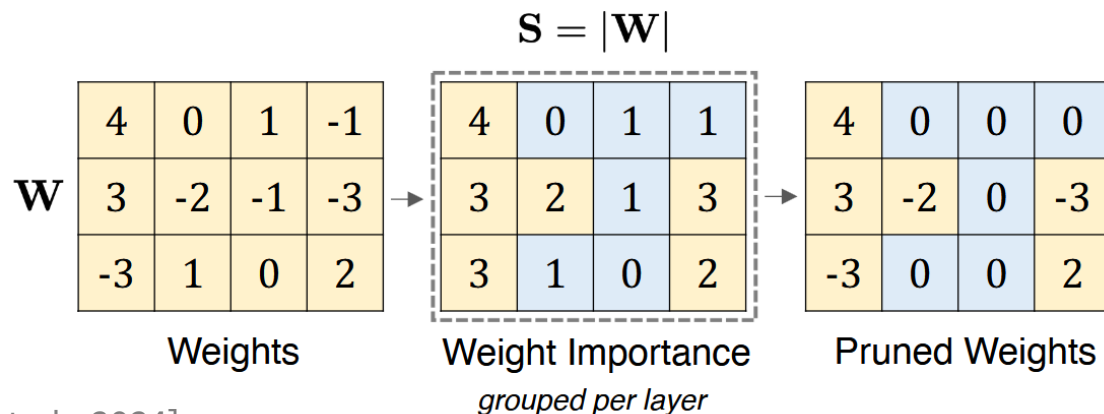 S = |W|
4 0 1 -1
3 -2 -1 -3
-3 1 0 2
W
4 0 1 1
3 2 1 3
3 1 0 2
4 0 0 0
3 -2 0 -3
-3 0 0 2
Weights
Weight Importance
grouped per layer
Pruned Weights